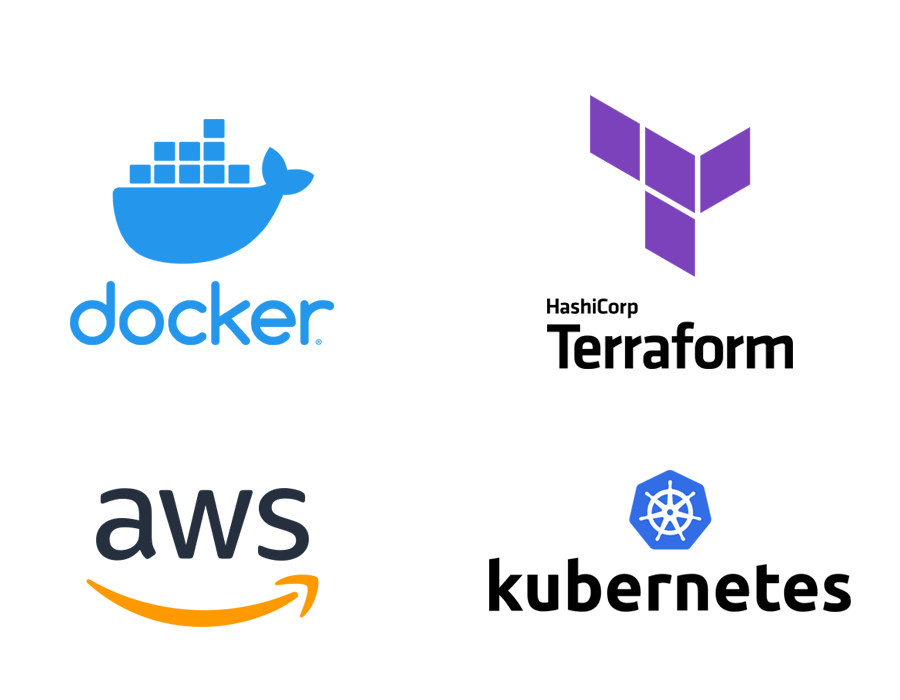 docker®
HashiCorp
Terraform
aws
kubernetes